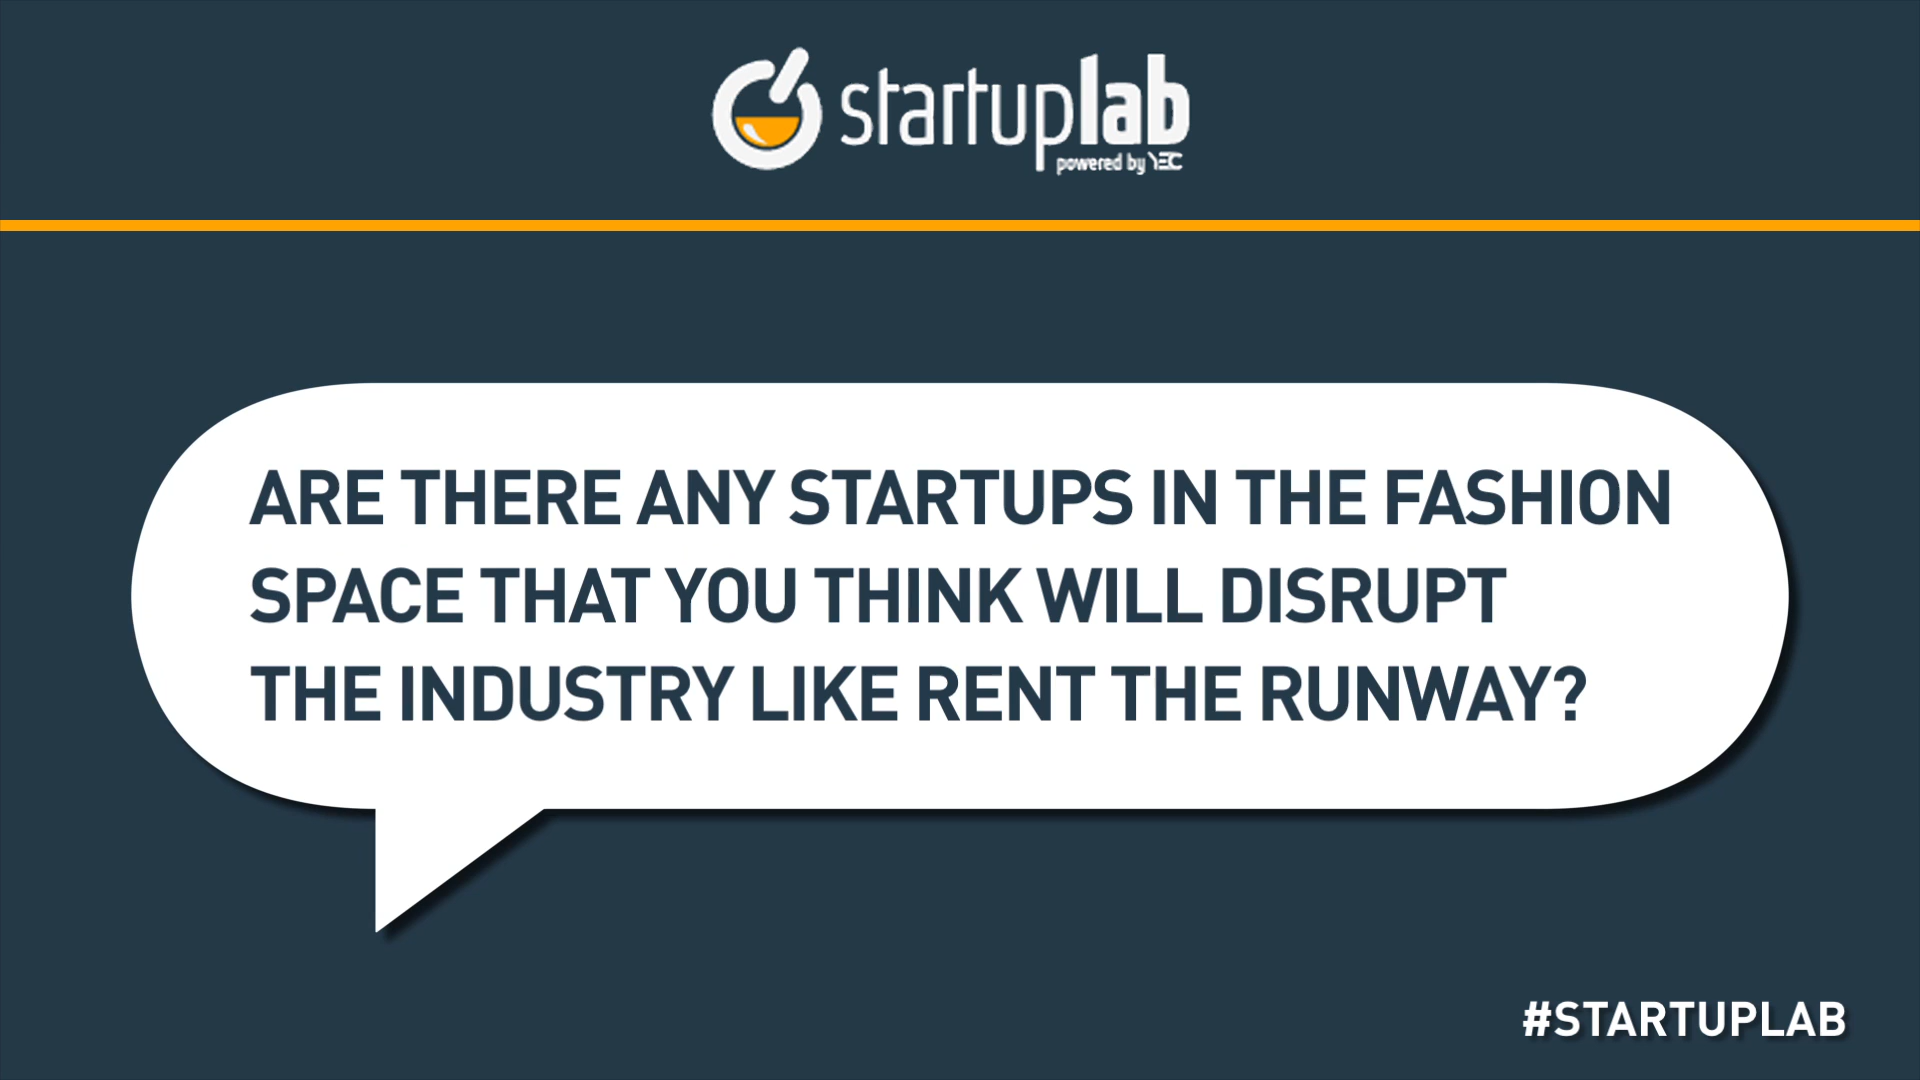 startuplab
powered by YEC
ARE THERE ANY STARTUPS IN THE FASHION
SPACE THAT YOU THINK WILL DISRUPT
THE INDUSTRY LIKE RENT THE RUNWAY?
#STARTUPLAB